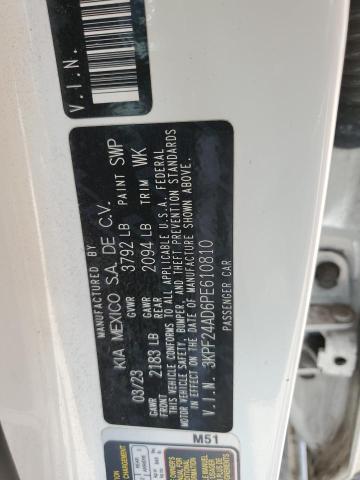 V.I.N.
MANUFACTURED BY
KIA MEXICO S.A. DE C.V.
03/23 GVWR 3792 LB PAINT SWP
GAWR FRONT 2183 LB GAWR REAR 2094 LB TRIM WK
THIS VEHICLE CONFORMS TO ALL APPLICABLE U.S.A. FEDERAL
MOTOR VEHICLE SAFETY, BUMPER, AND THEFT PREVENTION STANDARDS
IN EFFECT ON THE DATE OF MANUFACTURE SHOWN ABOVE.
V.I.N. 3KPF24AD6PE610810
PASSENGER CAR
M51